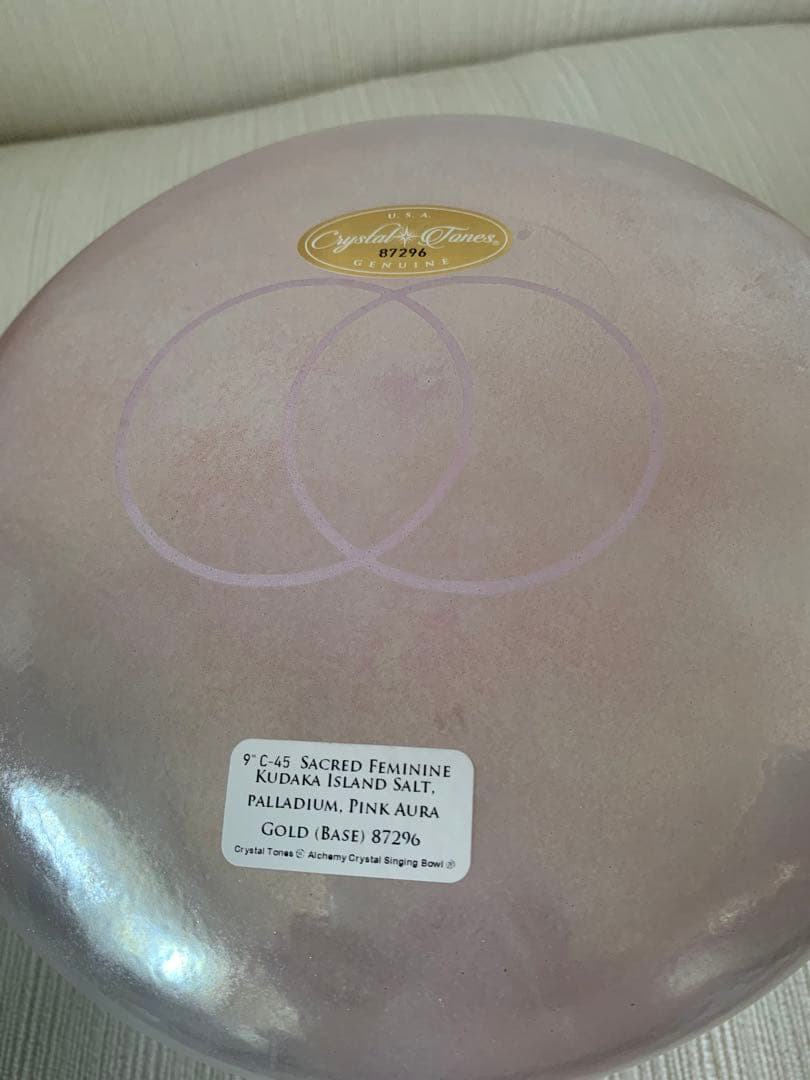 U.S.A.
Crystal Tones®
87296
GENUINE
9" C-45 SACRED FEMININE
KUDAKA ISLAND SALT,
PALLADIUM, PINK AURA
GOLD (BASE) 87296
Crystal Tones Ⓡ Alchemy Crystal Singing Bowl Ⓡ